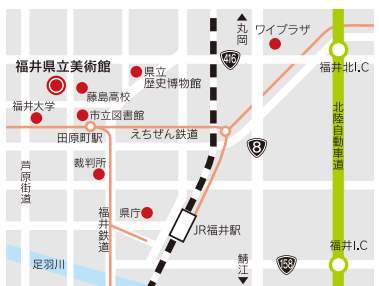 丸岡
ワイプラザ
416
福井北I.C
福井県立美術館
県立
歴史博物館
藤島高校
福井大学
市立図書館
田原町駅
えちぜん鉄道
北陸自動車道
8
芦原街道
裁判所
福井鉄道
県庁
JR福井駅
足羽川
鯖江
158
福井I.C